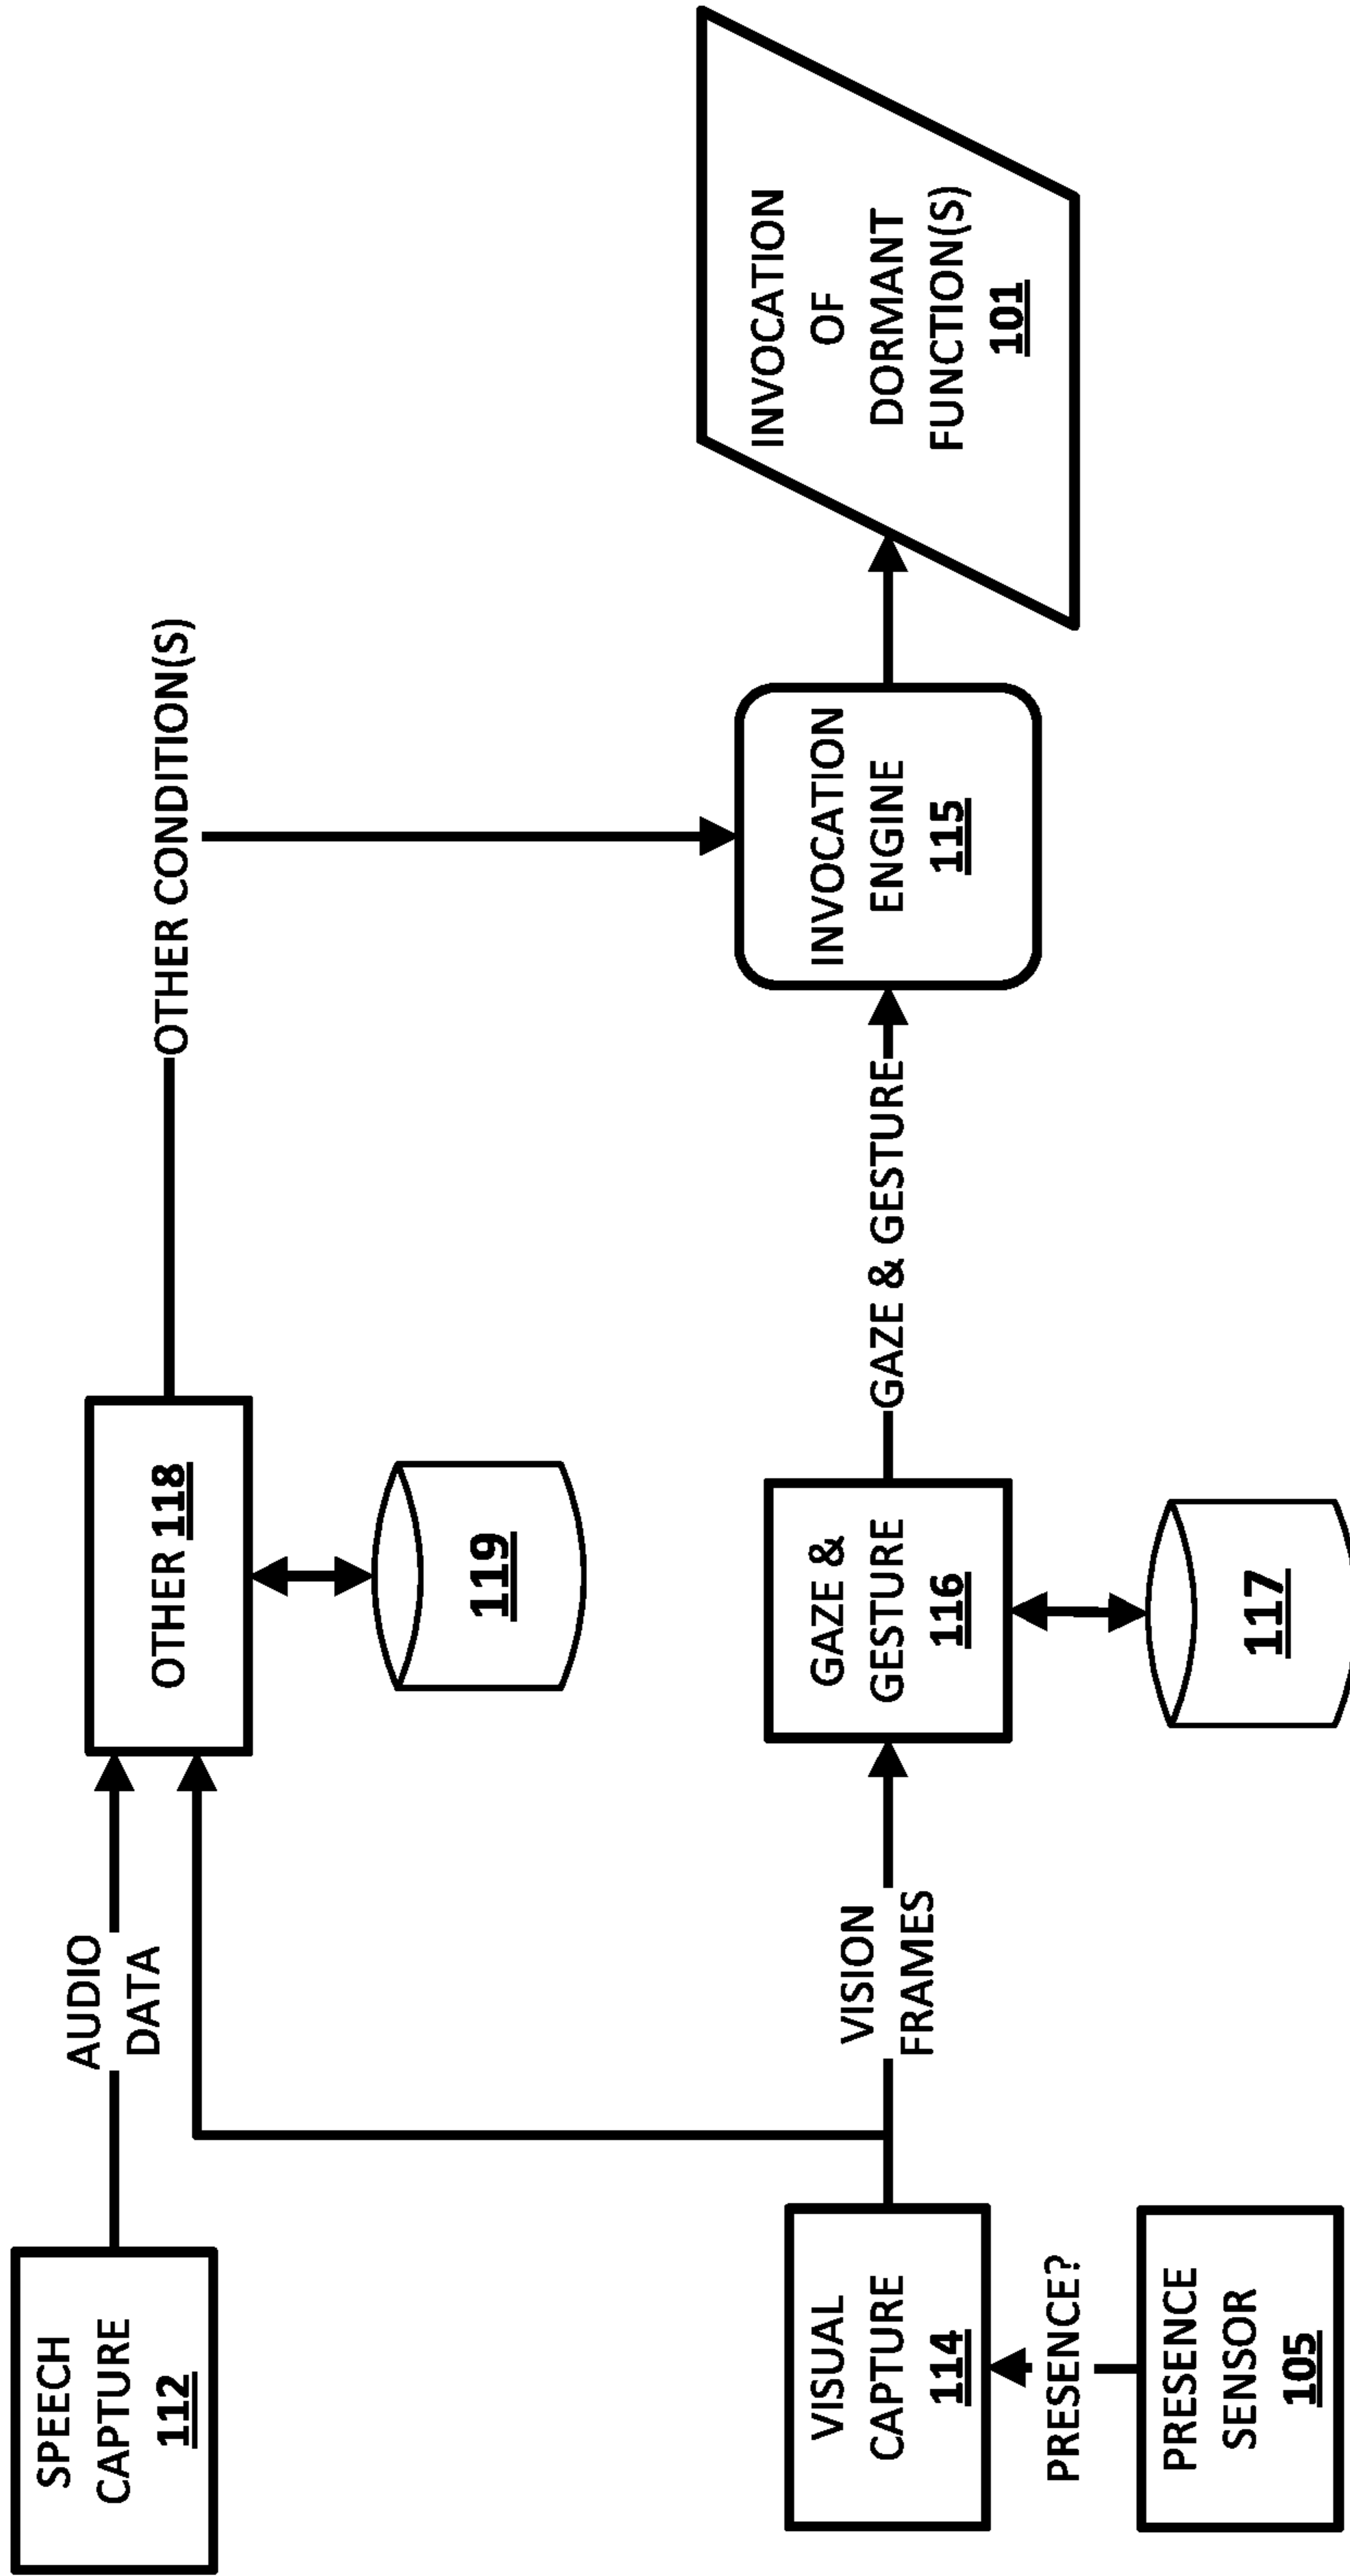 SPEECH
CAPTURE
112
AUDIO
DATA
OTHER 118
119
OTHER CONDITION(S)
VISUAL
CAPTURE
114
PRESENCE?
PRESENCE
SENSOR
105
VISION
FRAMES
GAZE &
GESTURE
116
117
GAZE & GESTURE
INVOCATION
ENGINE
115
INVOCATION
OF
DORMANT
FUNCTION(S)
101